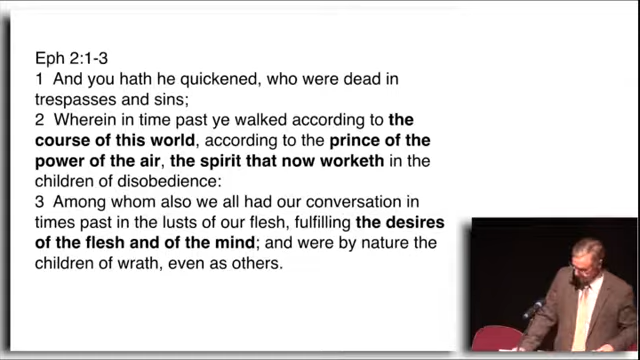 Eph 2:1-3
1  And you hath he quickened, who were dead in
trespasses and sins;
2  Wherein in time past ye walked according to the
course of this world, according to the prince of the
power of the air, the spirit that now worketh in the
children of disobedience:
3  Among whom also we all had our conversation in
times past in the lusts of our flesh, fulfilling the desires
of the flesh and of the mind; and were by nature the
children of wrath, even as others.